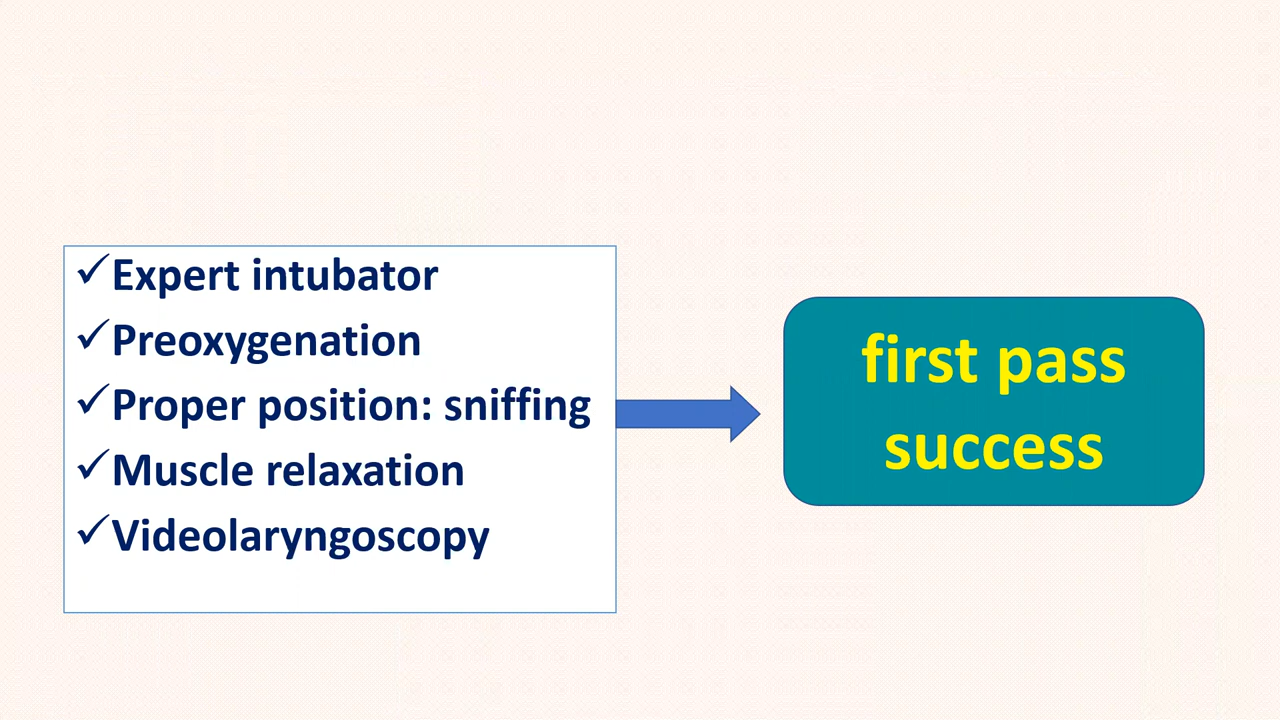 ✓Expert intubator
✓Preoxygenation
✓Proper position: sniffing
✓Muscle relaxation
✓Videolaryngoscopy
first pass
success